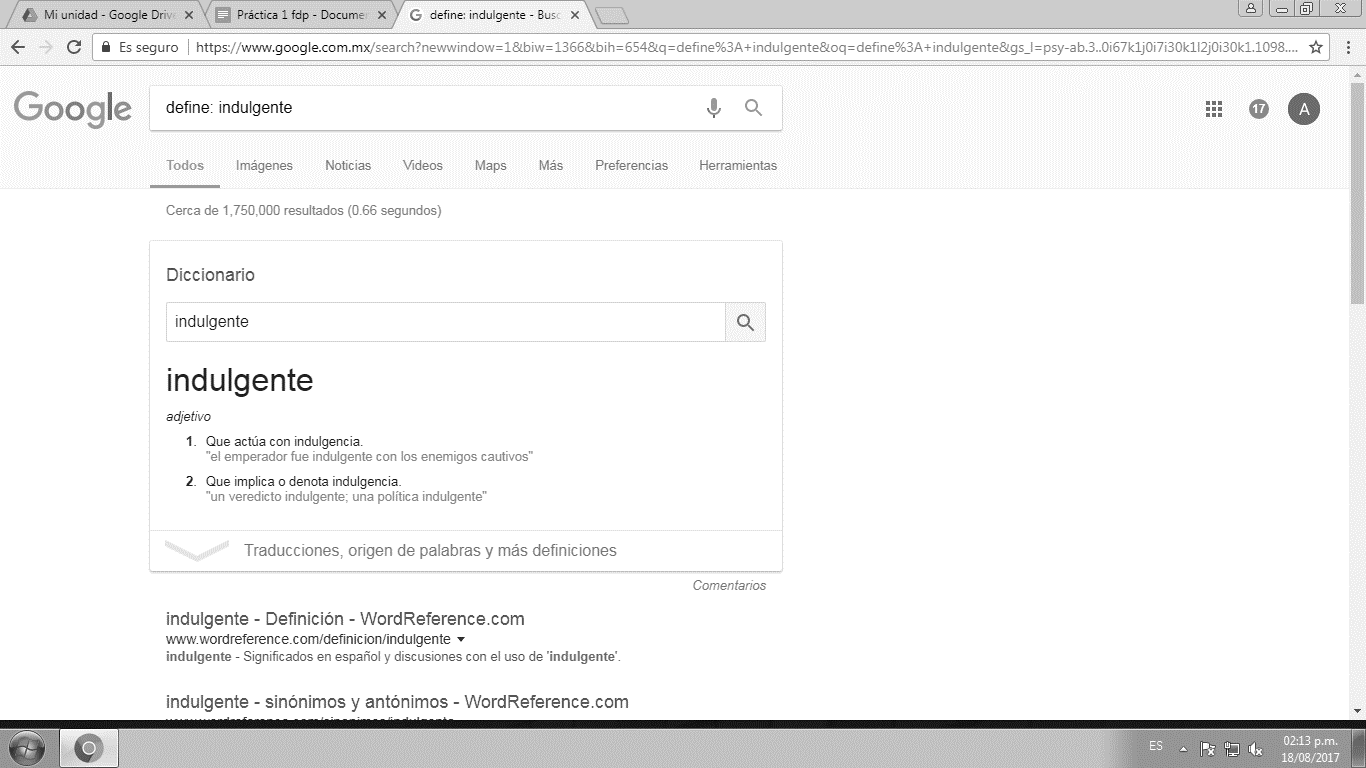 Mi unidad - Google Drive
Práctica 1 fdp - Documen
define: indulgente - Bus
Es seguro
https://www.google.com.mx/search?newwindow=1&biw=1366&bih=654&q=define%3A+indulgente&oq=define%3A+indulgente&gs_l=psy-ab.3..0i67k1j0i7i30k1l2j0i30k1.1098....
Google
define: indulgente
17
A
Todos
Imágenes
Noticias
Videos
Maps
Más
Preferencias
Herramientas
Cerca de 1,750,000 resultados (0.66 segundos)
Diccionario
indulgente
indulgente
adjetivo
1. Que actúa con indulgencia.
"el emperador fue indulgente con los enemigos cautivos"
2. Que implica o denota indulgencia.
"un veredicto indulgente; una política indulgente"
Traducciones, origen de palabras y más definiciones
Comentarios
indulgente - Definición - WordReference.com
www.wordreference.com/definicion/indulgente
indulgente - Significados en español y discusiones con el uso de 'indulgente'.
indulgente - sinónimos y antónimos - WordReference.com
www.wordreference.com/sinonimos/indulgente
ES
02:13 p.m.
18/08/2017